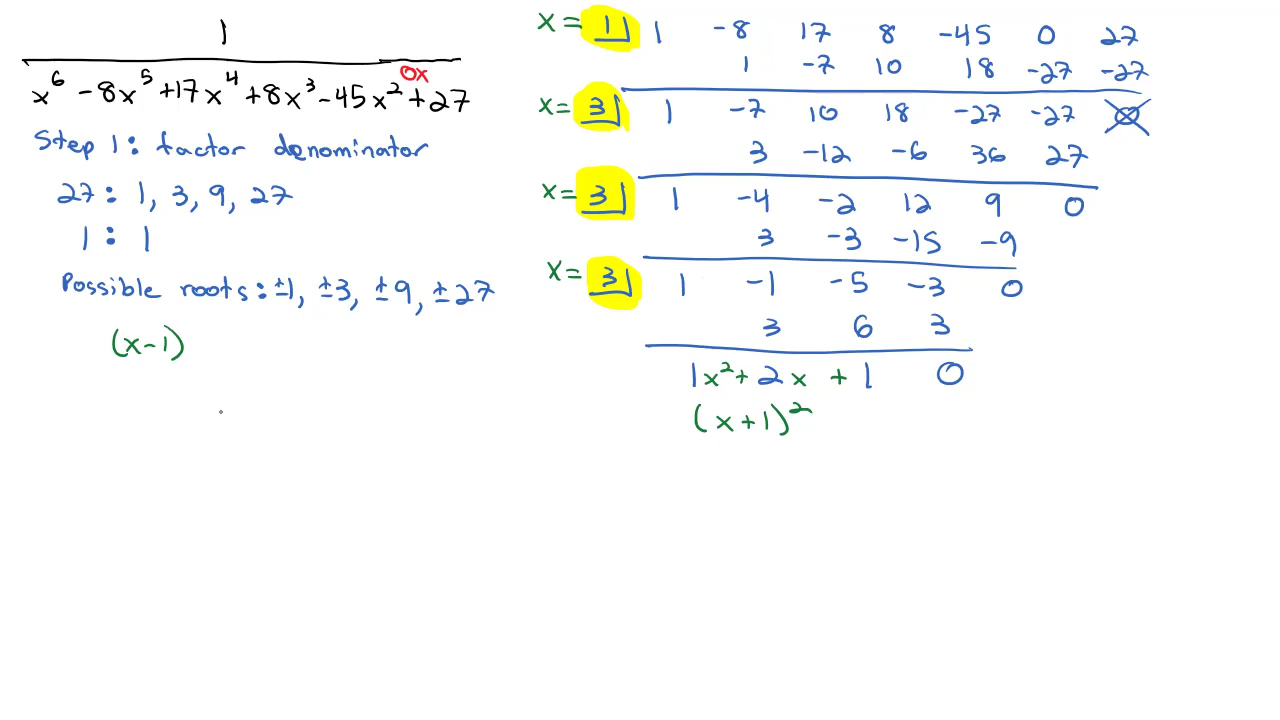 1
x^6 - 8x^5 + 17x^4 + 8x^3 - 45x^2 + 27
0x
Step 1: factor denominator
27: 1, 3, 9, 27
1: 1
Possible roots: ±1, ±3, ±9, ±27
(x-1)
x = 1 1 -8 17 8 -45 0 27
1 -7 10 18 -27 -27
x = 3 1 -7 10 18 -27 -27 0
3 -12 -6 36 27
x = 3 1 -4 -2 12 9 0
3 -3 -15 -9
x = 3 1 -1 -5 -3 0
3 6 3
1x^2 + 2x + 1 0
(x+1)^2